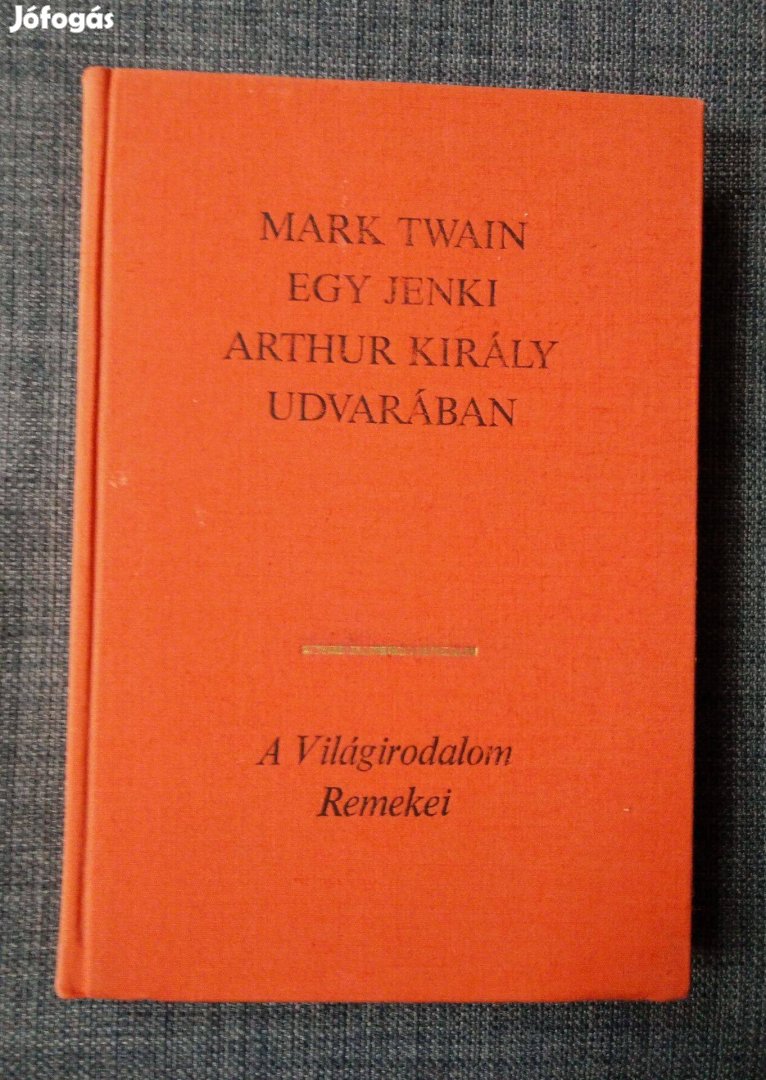 Jófogás
MARK TWAIN
EGY JENKI
ARTHUR KIRÁLY
UDVARÁBAN
A Világirodalom
Remekei